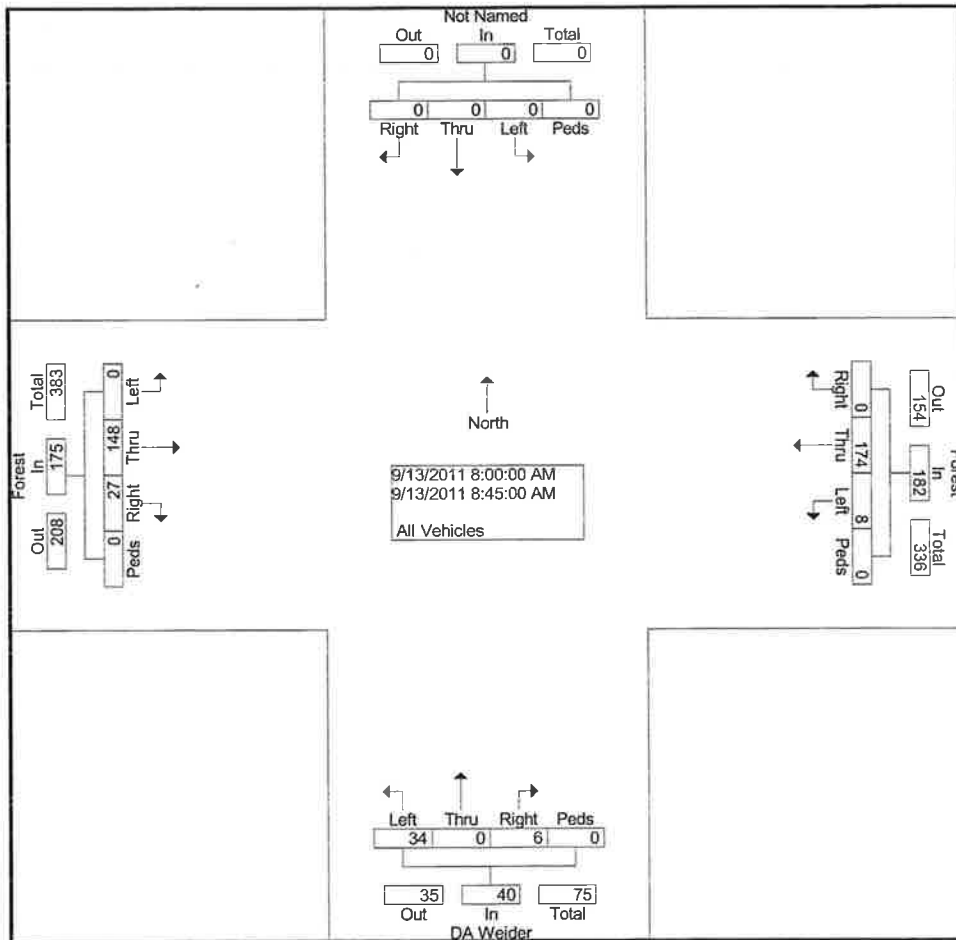 Not Named
Out In Total
0 0 0
0 0 0 0
Right Thru Left Peds
Forest
Total In Out
383 175 208
0 148 27 0
Left Thru Right Peds
North
9/13/2011 8:00:00 AM
9/13/2011 8:45:00 AM
All Vehicles
Right Thru Left Peds
0 174 8 0
Out In Total
154 182 336
Forest
Left Thru Right Peds
34 0 6 0
35 40 75
Out In Total
DA Weider